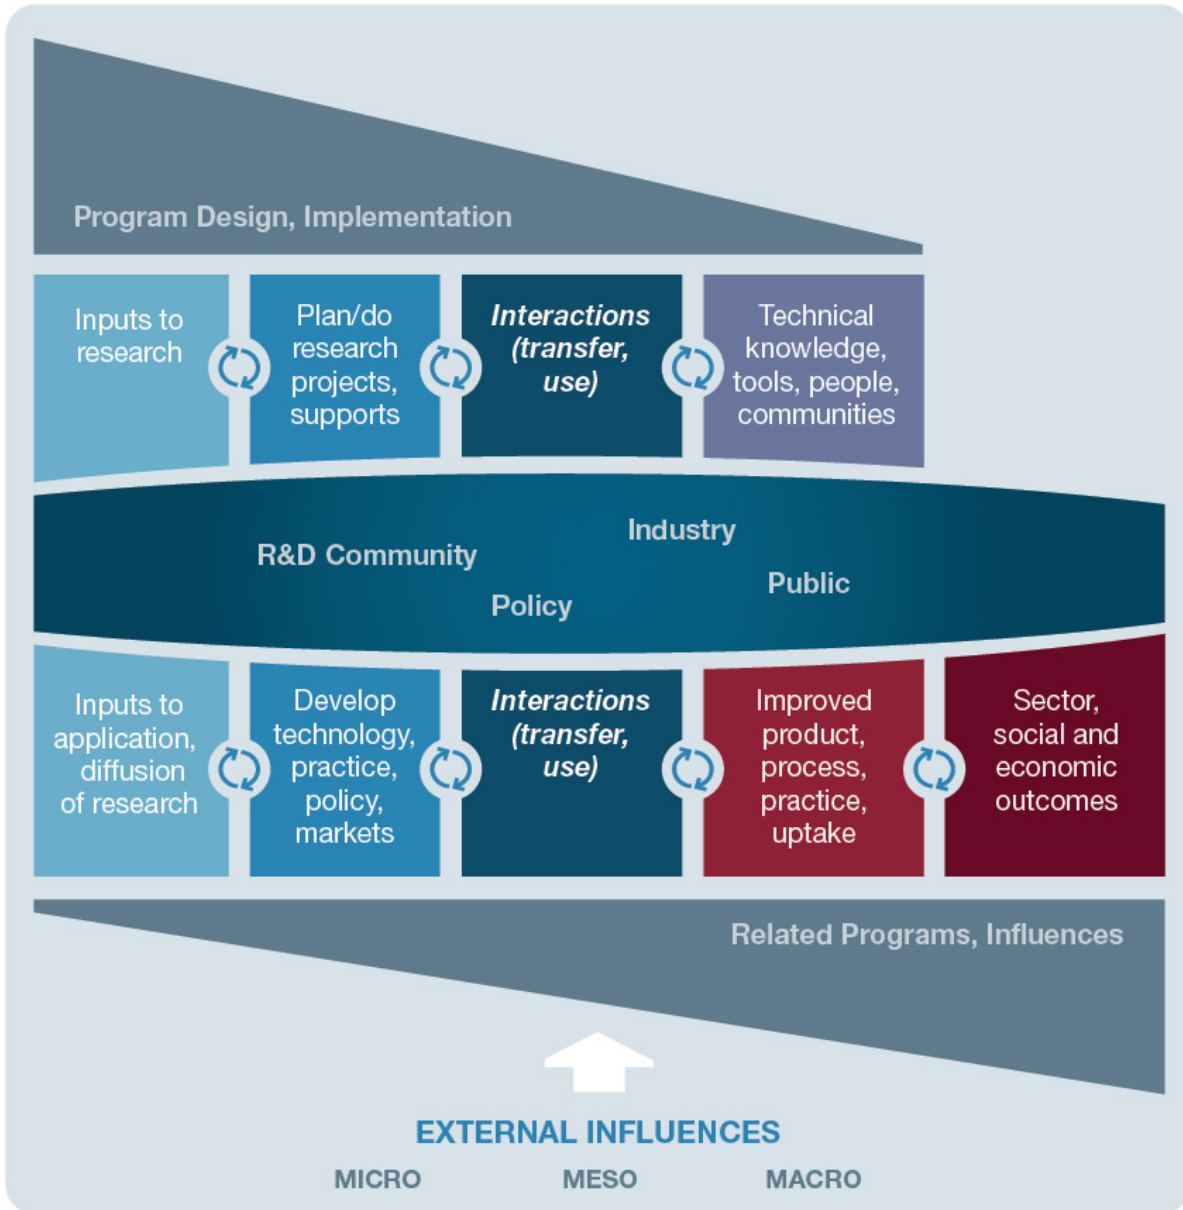 Program Design, Implementation
Inputs to
research
Plan/do
research
projects,
supports
Interactions
(transfer,
use)
Technical
knowledge,
tools, people,
communities
Industry
R&D Community
Public
Policy
Inputs to
application,
diffusion
of research
Develop
technology,
practice,
policy,
markets
Interactions
(transfer,
use)
Improved
product,
process,
practice,
uptake
Sector,
social and
economic
outcomes
Related Programs, Influences
EXTERNAL INFLUENCES
MICRO MESO MACRO